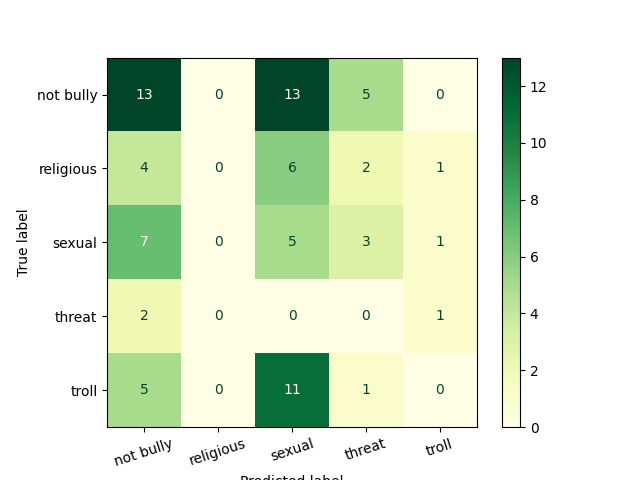 not bully 13 0 13 5 0
religious 4 0 6 2 1
sexual 7 0 5 3 1
threat 2 0 0 0 1
troll 5 0 11 1 0
not bully religious sexual threat troll
Predicted label
True label
12
10
8
6
4
2
0